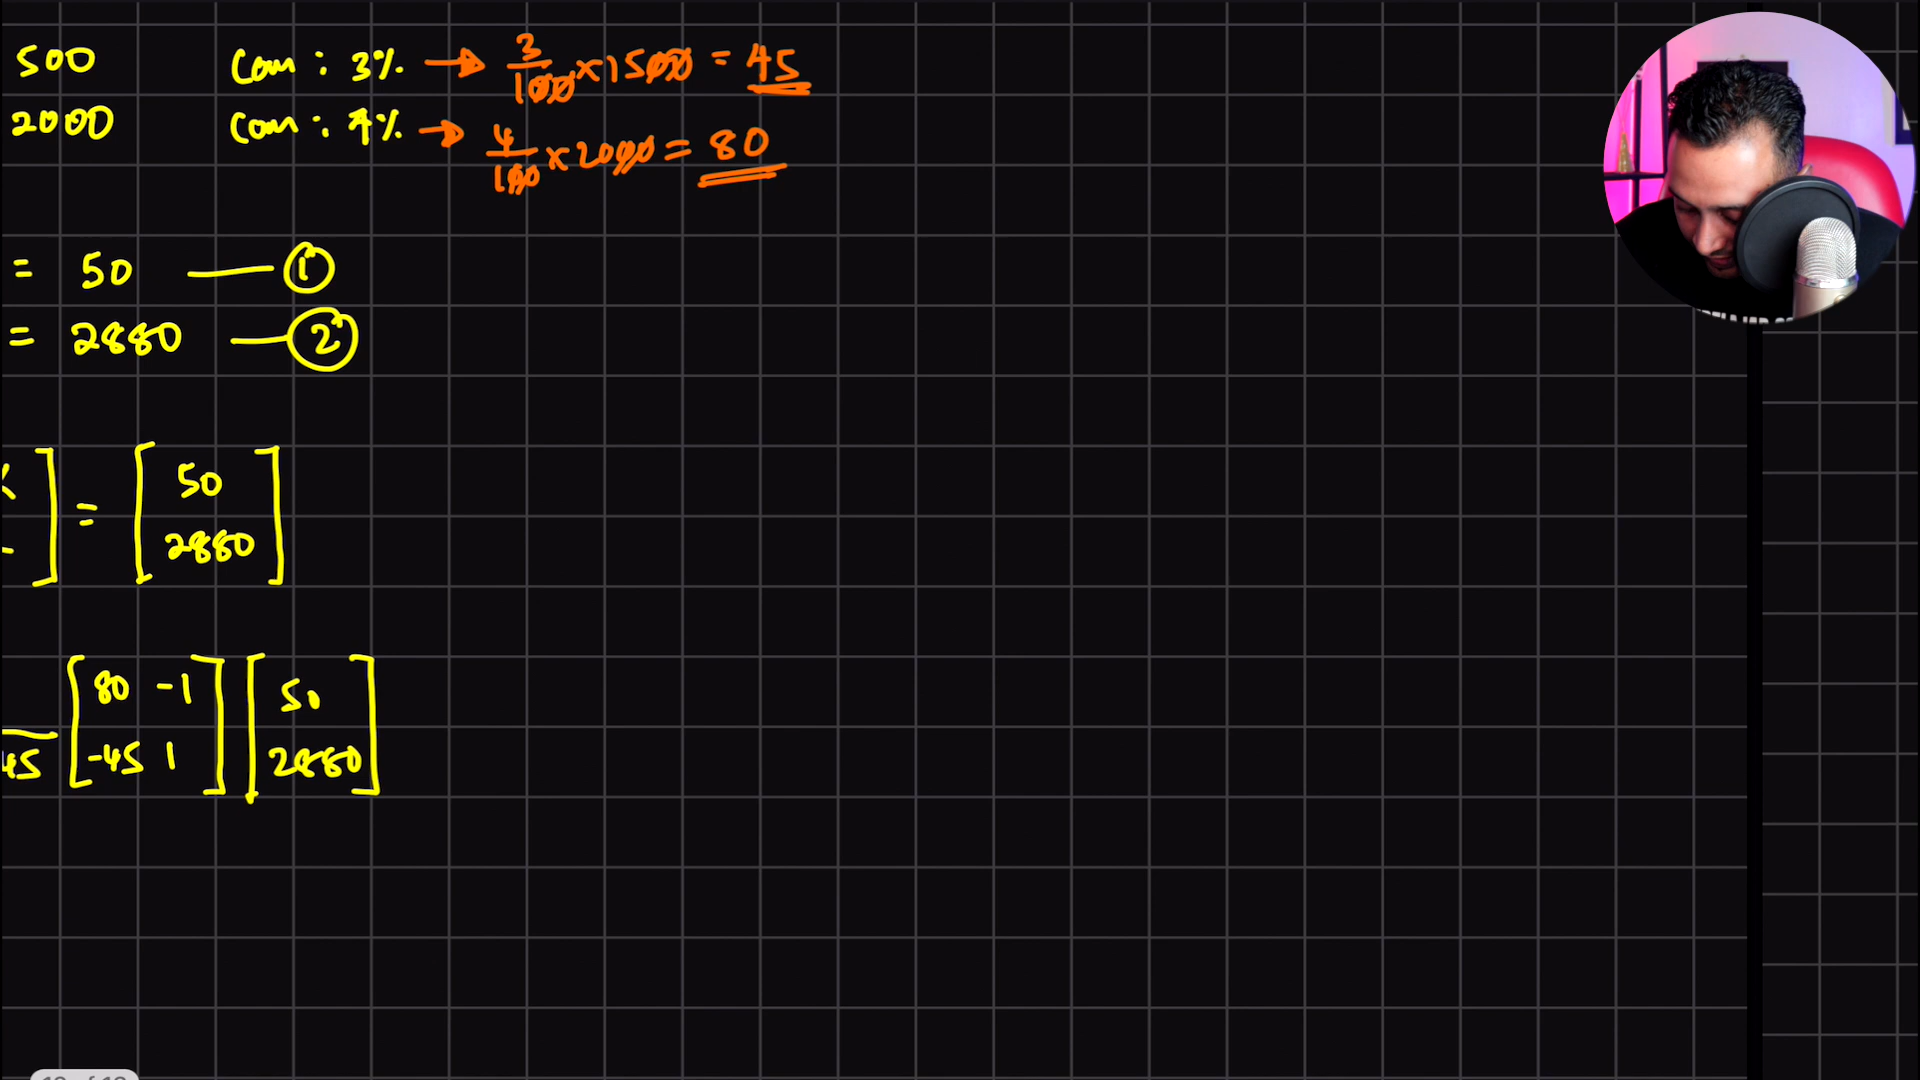 500 Com : 3% → 3/100 × 1500 = 45
2000 Com : 4% → 4/100 × 2000 = 80
= 50 — ①
= 2880 — ②
] = [ 50
2880 ]
45 [ 80 -1
-45 1 ] [ 50
2880 ]